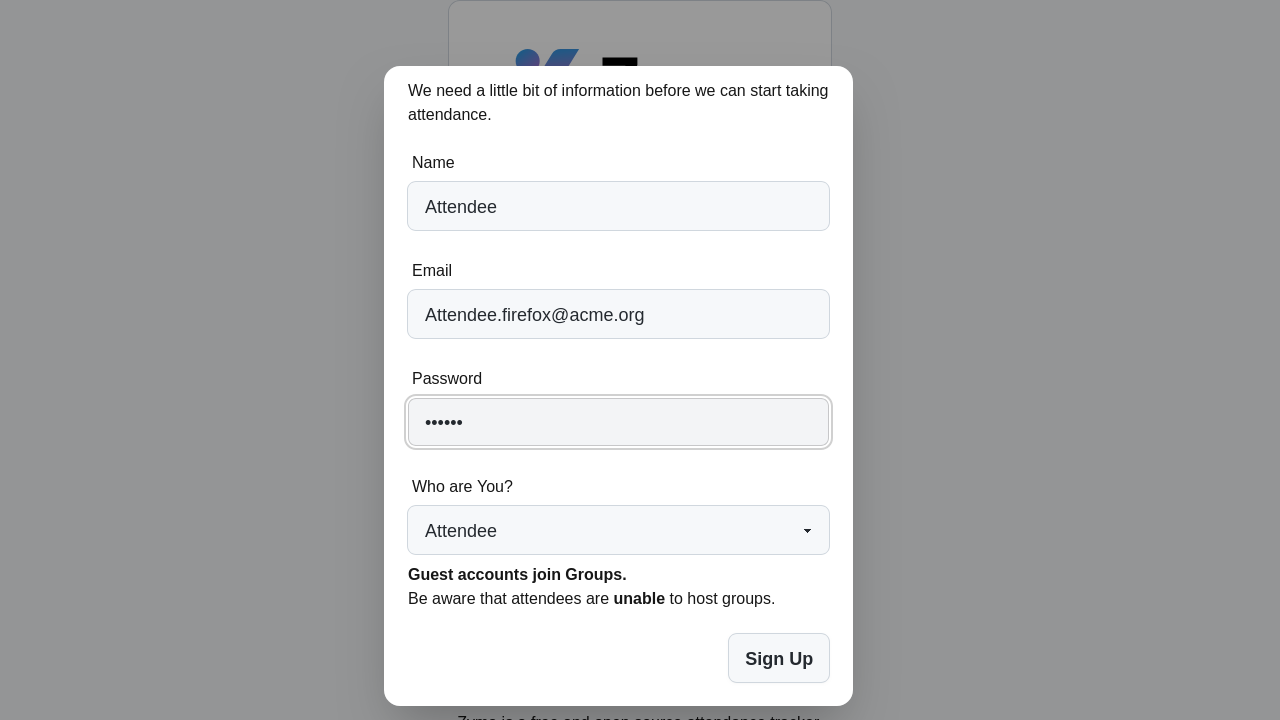 We need a little bit of information before we can start taking
attendance.
Name
Attendee
Email
Attendee.firefox@acme.org
Password
••••••
Who are You?
Attendee
Guest accounts join Groups.
Be aware that attendees are unable to host groups.
Sign Up